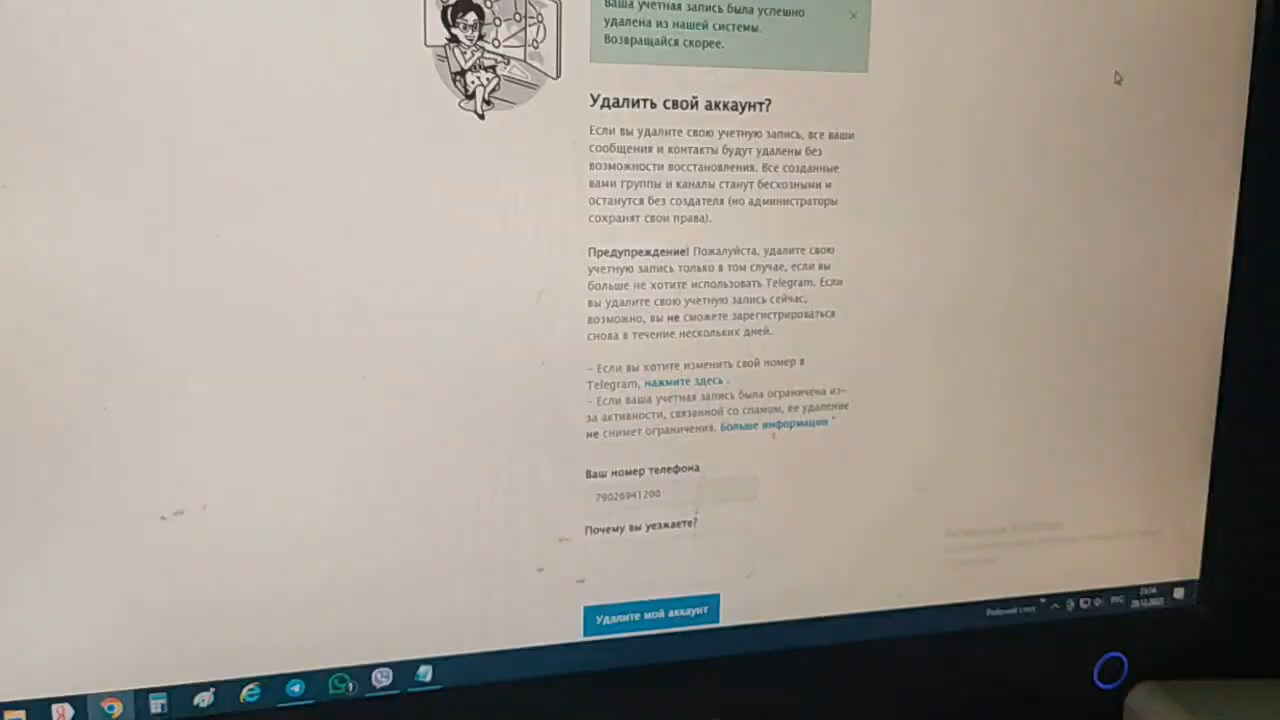 Ваша учетная запись была успешно
удалена из нашей системы.
Возвращайся скорее.
Удалить свой аккаунт?
Если вы удалите свою учетную запись, все ваши
сообщения и контакты будут удалены без
возможности восстановления. Все созданные
вами группы и каналы станут бесхозными и
останутся без создателя (но администраторы
сохранят свои права).
Предупреждение! Пожалуйста, удалите свою
учетную запись только в том случае, если вы
больше не хотите использовать Telegram. Если
вы удалите свою учетную запись сейчас,
возможно, вы не сможете зарегистрироваться
снова в течение нескольких дней.
– Если вы хотите изменить свой номер в
Telegram, нажмите здесь .
– Если ваша учетная запись была ограничена из-
за активности, связанной со спамом, ее удаление
не снимет ограничения. Больше информации "
Ваш номер телефона
79026941200
Почему вы уезжаете?
Удалите мой аккаунт
Рабочий стол
РУС